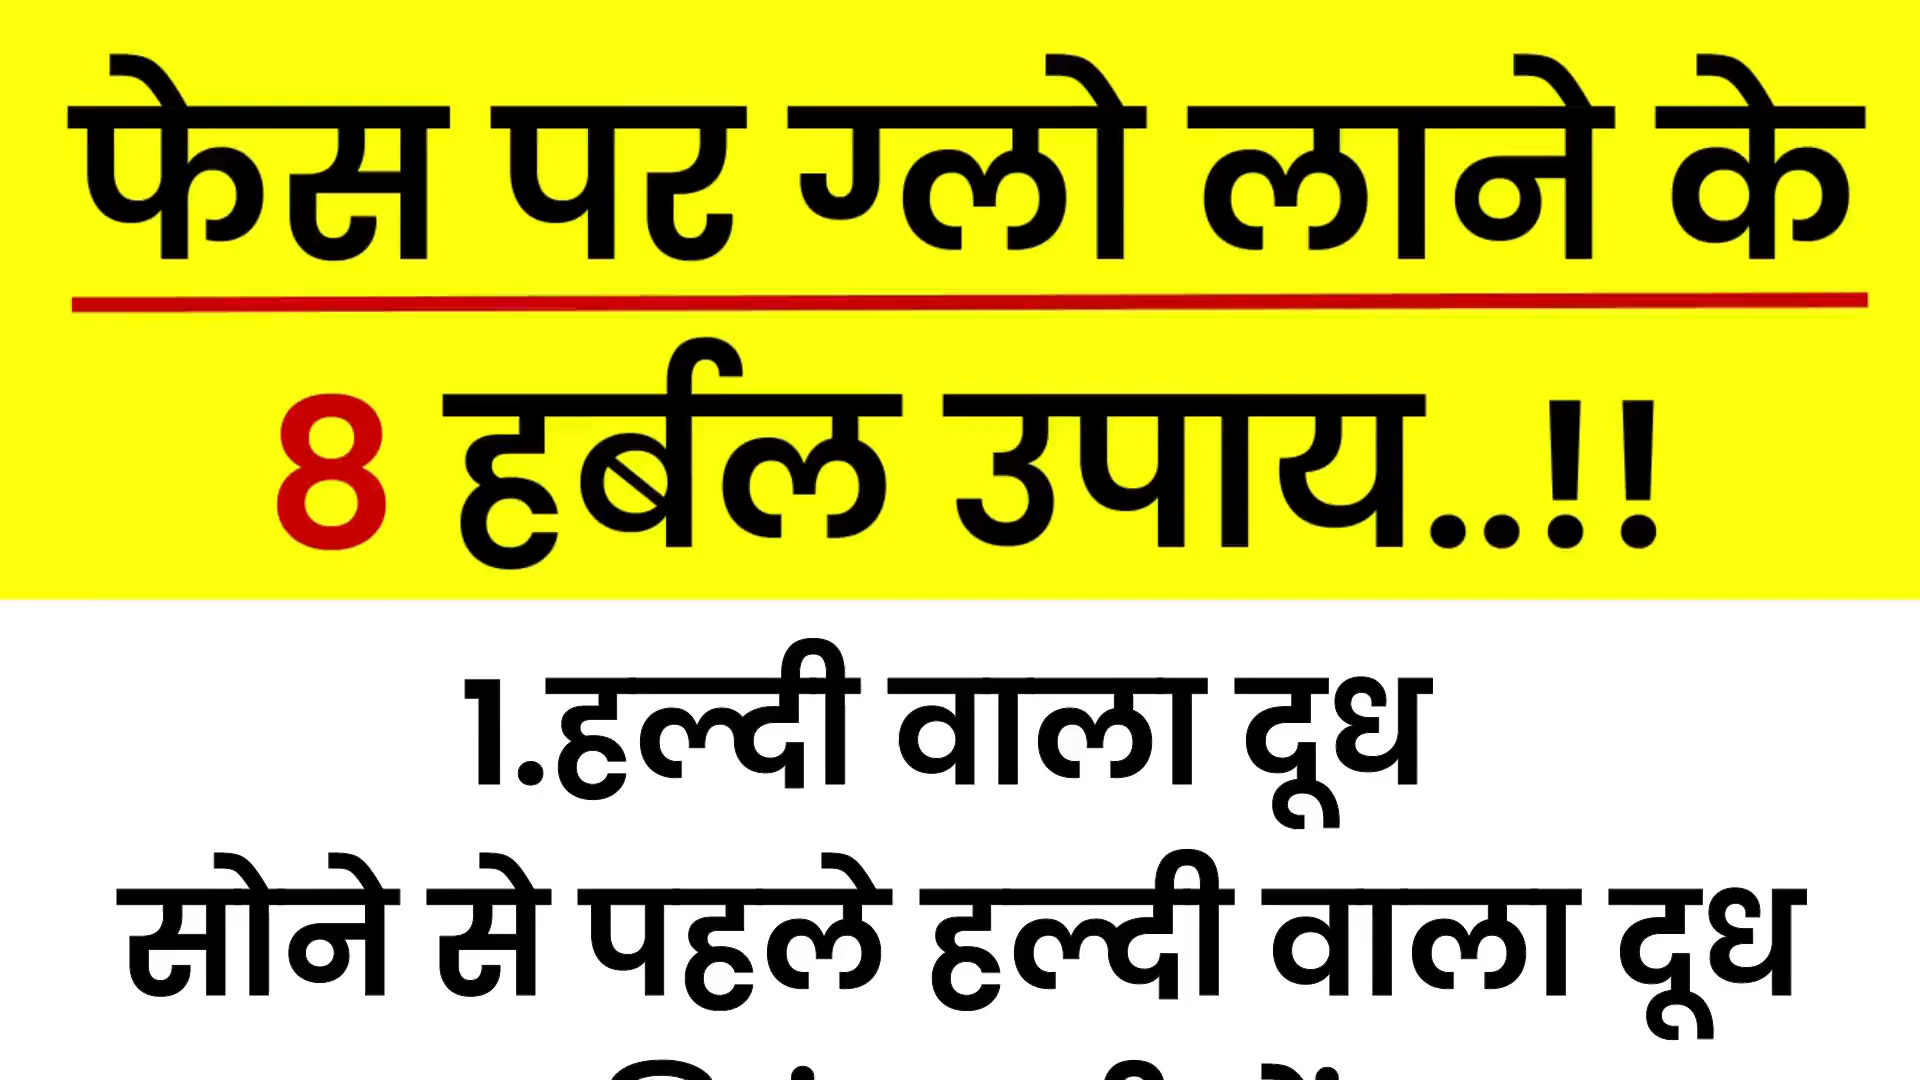 फेस पर ग्लो लाने के
8 हर्बल उपाय..!!
1.हल्दी वाला दूध
सोने से पहले हल्दी वाला दूध